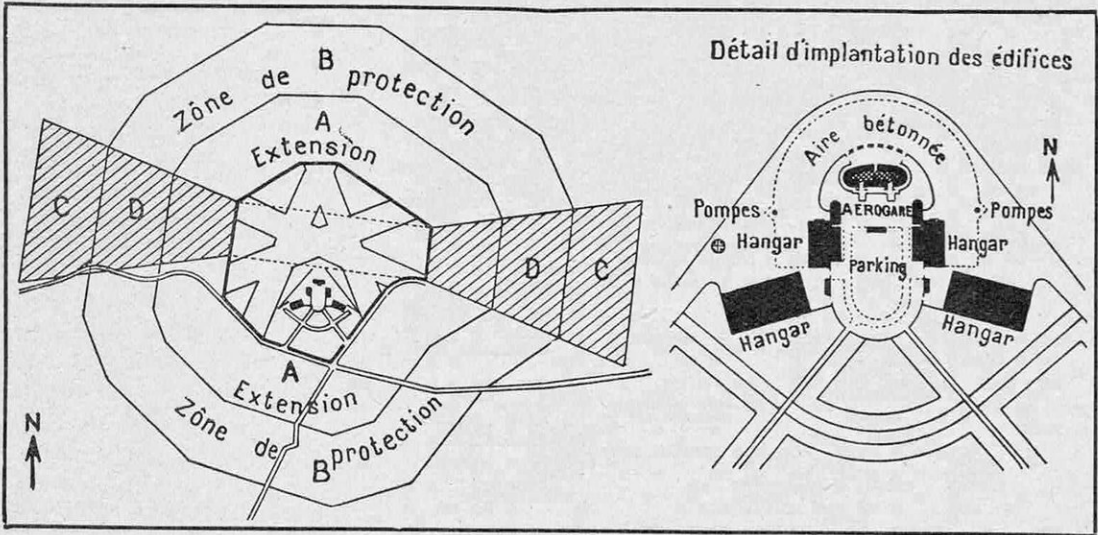 Zône de B protection
A
Extension
C D
D C
A
Extension
Zône de B protection
N
Détail d'implantation des édifices
Aire bétonnée
N
Pompes
AEROGARE
Pompes
Hangar
Hangar
Parking
Hangar
Hangar